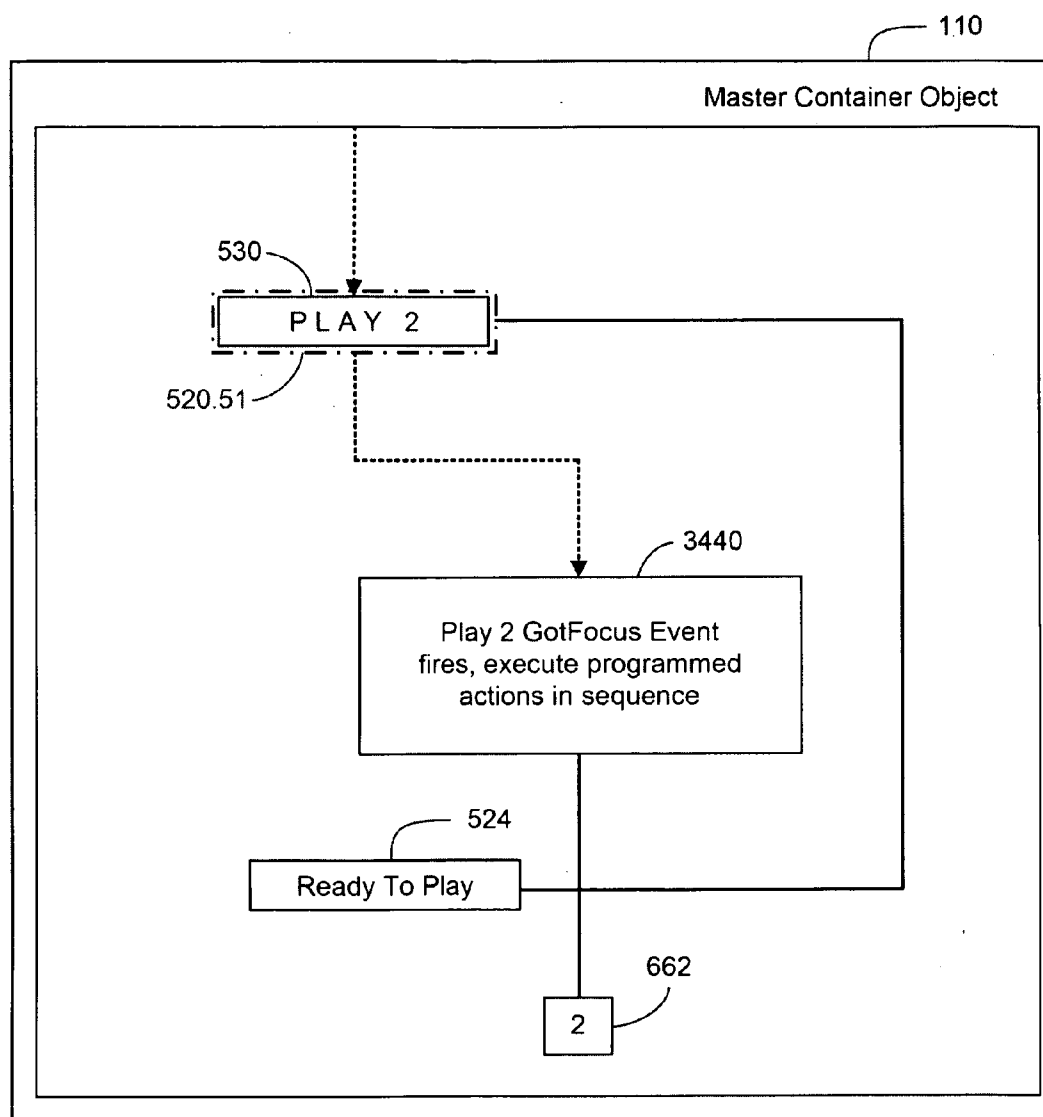 110
Master Container Object
530
PLAY 2
520.51
3440
Play 2 GotFocus Event
fires, execute programmed
actions in sequence
524
Ready To Play
662
2